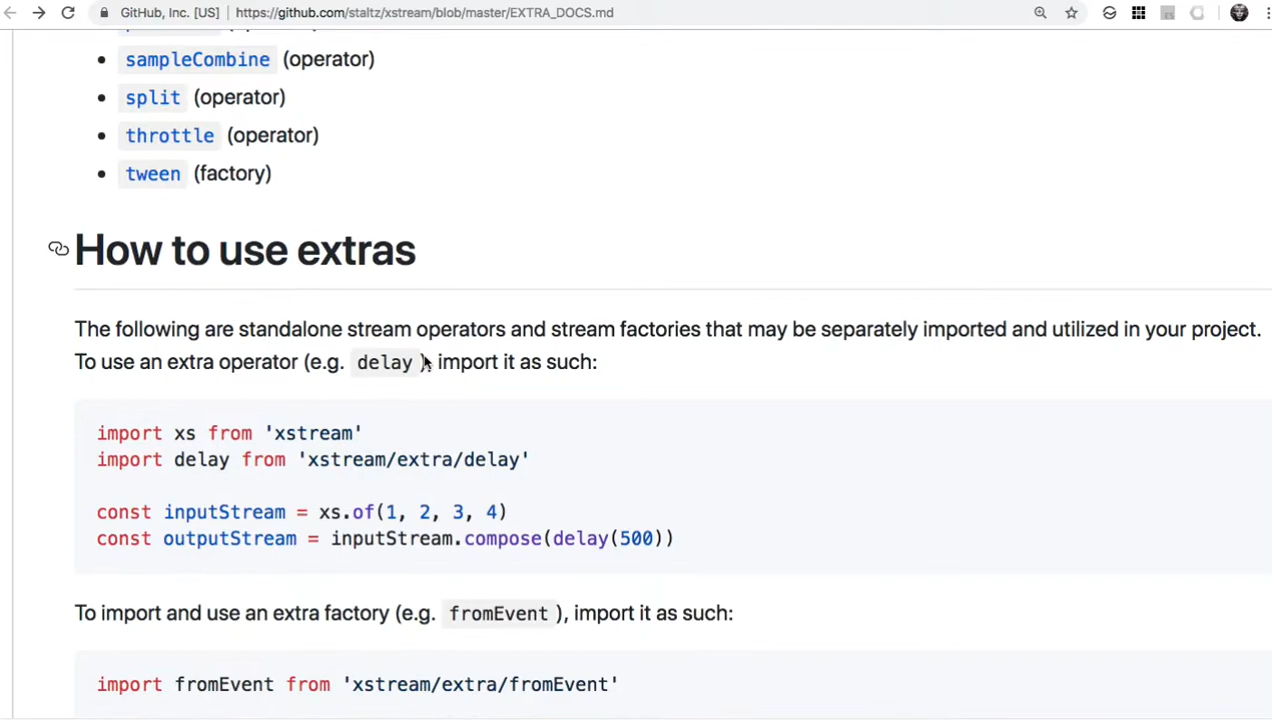 GitHub, Inc. [US] | https://github.com/staltz/xstream/blob/master/EXTRA_DOCS.md
sampleCombine (operator)
split (operator)
throttle (operator)
tween (factory)
How to use extras
The following are standalone stream operators and stream factories that may be separately imported and utilized in your project.
To use an extra operator (e.g. delay ), import it as such:
import xs from 'xstream'
import delay from 'xstream/extra/delay'
const inputStream = xs.of(1, 2, 3, 4)
const outputStream = inputStream.compose(delay(500))
To import and use an extra factory (e.g. fromEvent ), import it as such:
import fromEvent from 'xstream/extra/fromEvent'